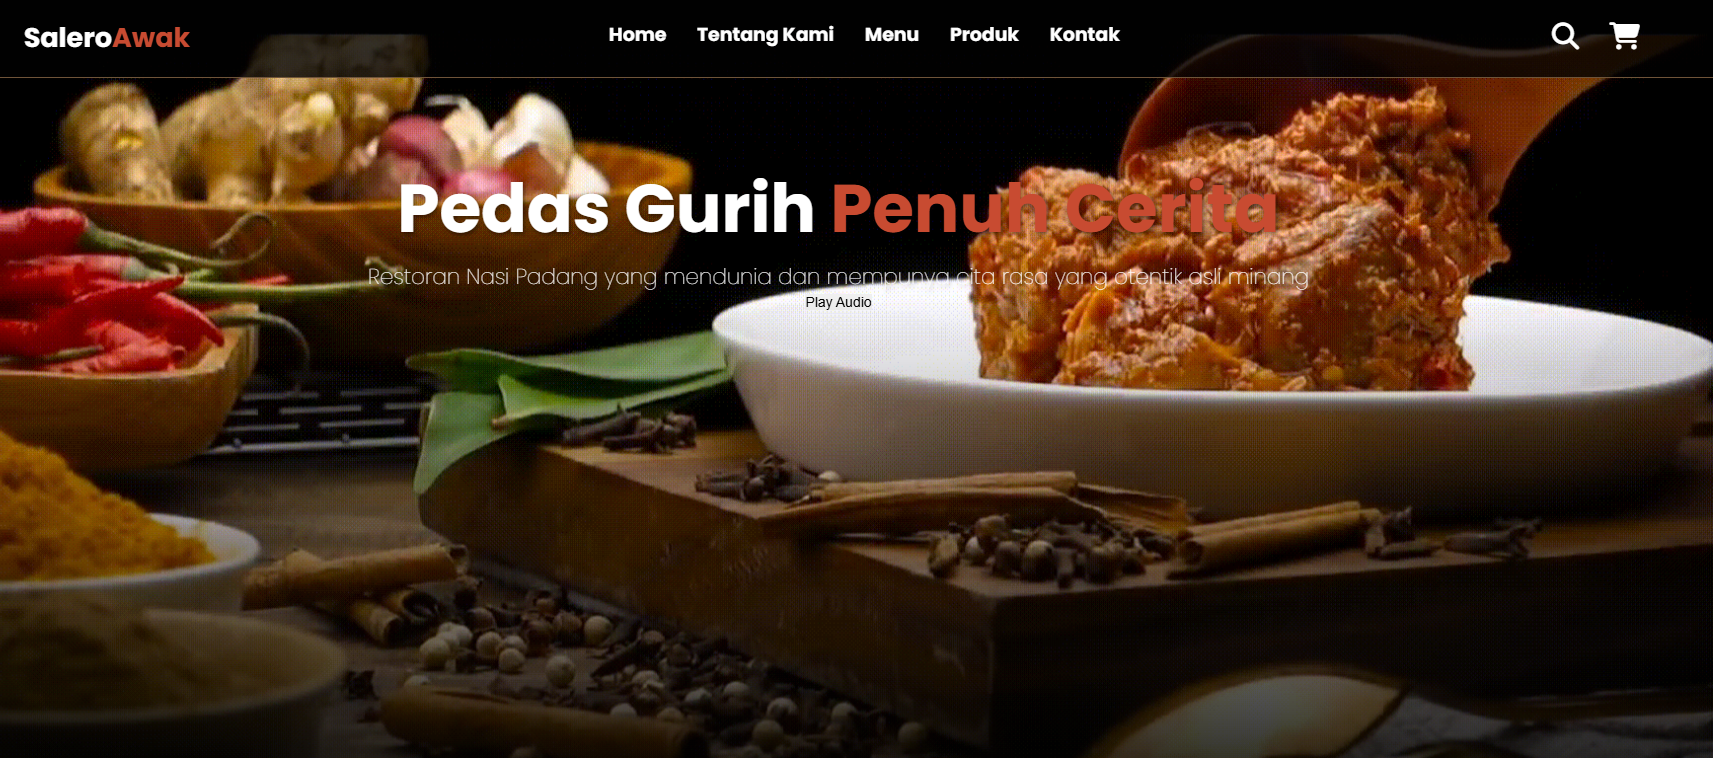 SaleroAwak
Home Tentang Kami Menu Produk Kontak
Pedas Gurih Penuh Cerita
Restoran Nasi Padang yang mendunia dan mempunya cita rasa yang otentik asli minang
Play Audio